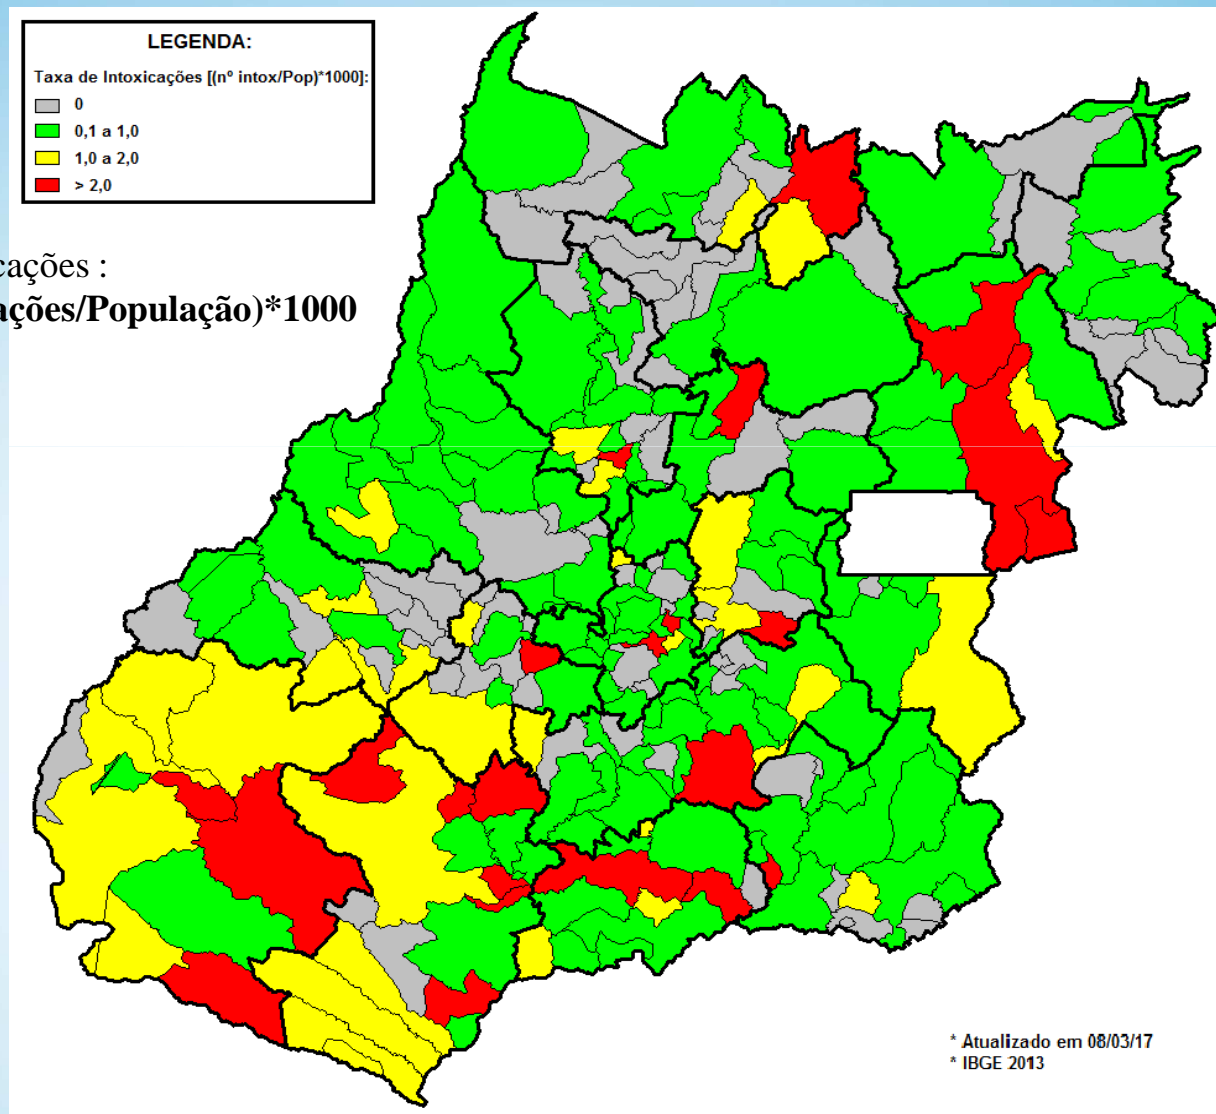 LEGENDA:
Taxa de Intoxicações [(nº intox/Pop)*1000]:
0
0,1 a 1,0
1,0 a 2,0
> 2,0
cações :
ações/População)*1000
* Atualizado em 08/03/17
* IBGE 2013